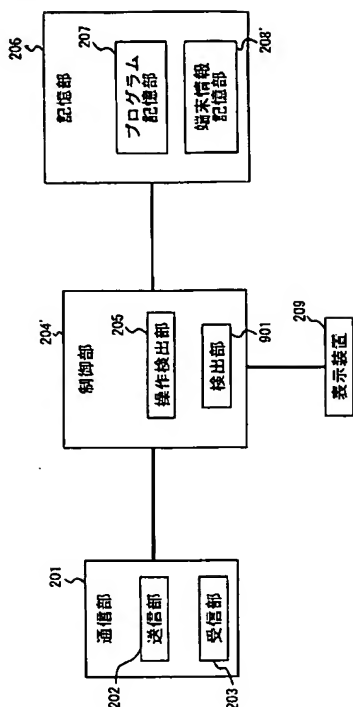 201
通信部
202
送信部
203
受信部
204'
制御部
205
操作検出部
901
検出部
206
記憶部
207
プログラム
記憶部
208'
端末情報
記憶部
209
表示装置